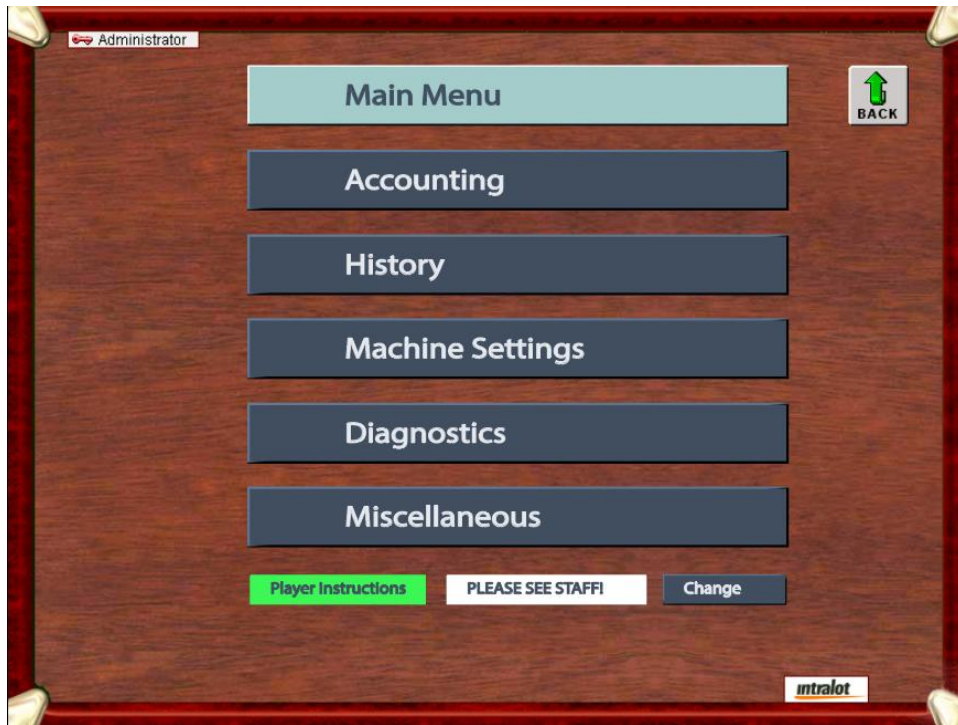 Administrator
Main Menu
BACK
Accounting
History
Machine Settings
Diagnostics
Miscellaneous
Player Instructions PLEASE SEE STAFF! Change
intralot